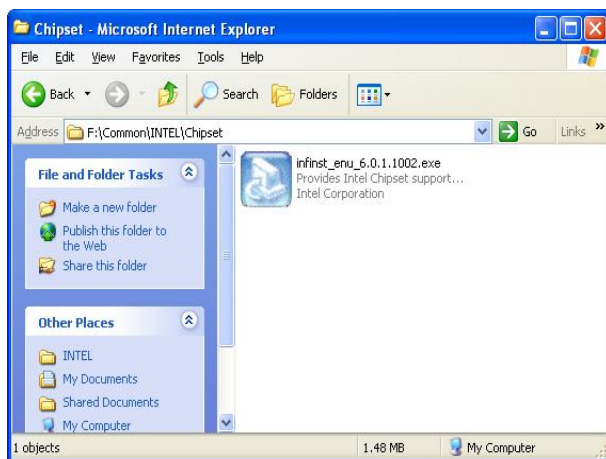 Chipset - Microsoft Internet Explorer
File Edit View Favorites Tools Help
Back Search Folders
Address F:\Common\INTEL\Chipset Go Links »
File and Folder Tasks
Make a new folder
Publish this folder to
the Web
Share this folder
Other Places
INTEL
My Documents
Shared Documents
My Computer
infinst_enu_6.0.1.1002.exe
Provides Intel Chipset support...
Intel Corporation
1 objects 1.48 MB My Computer